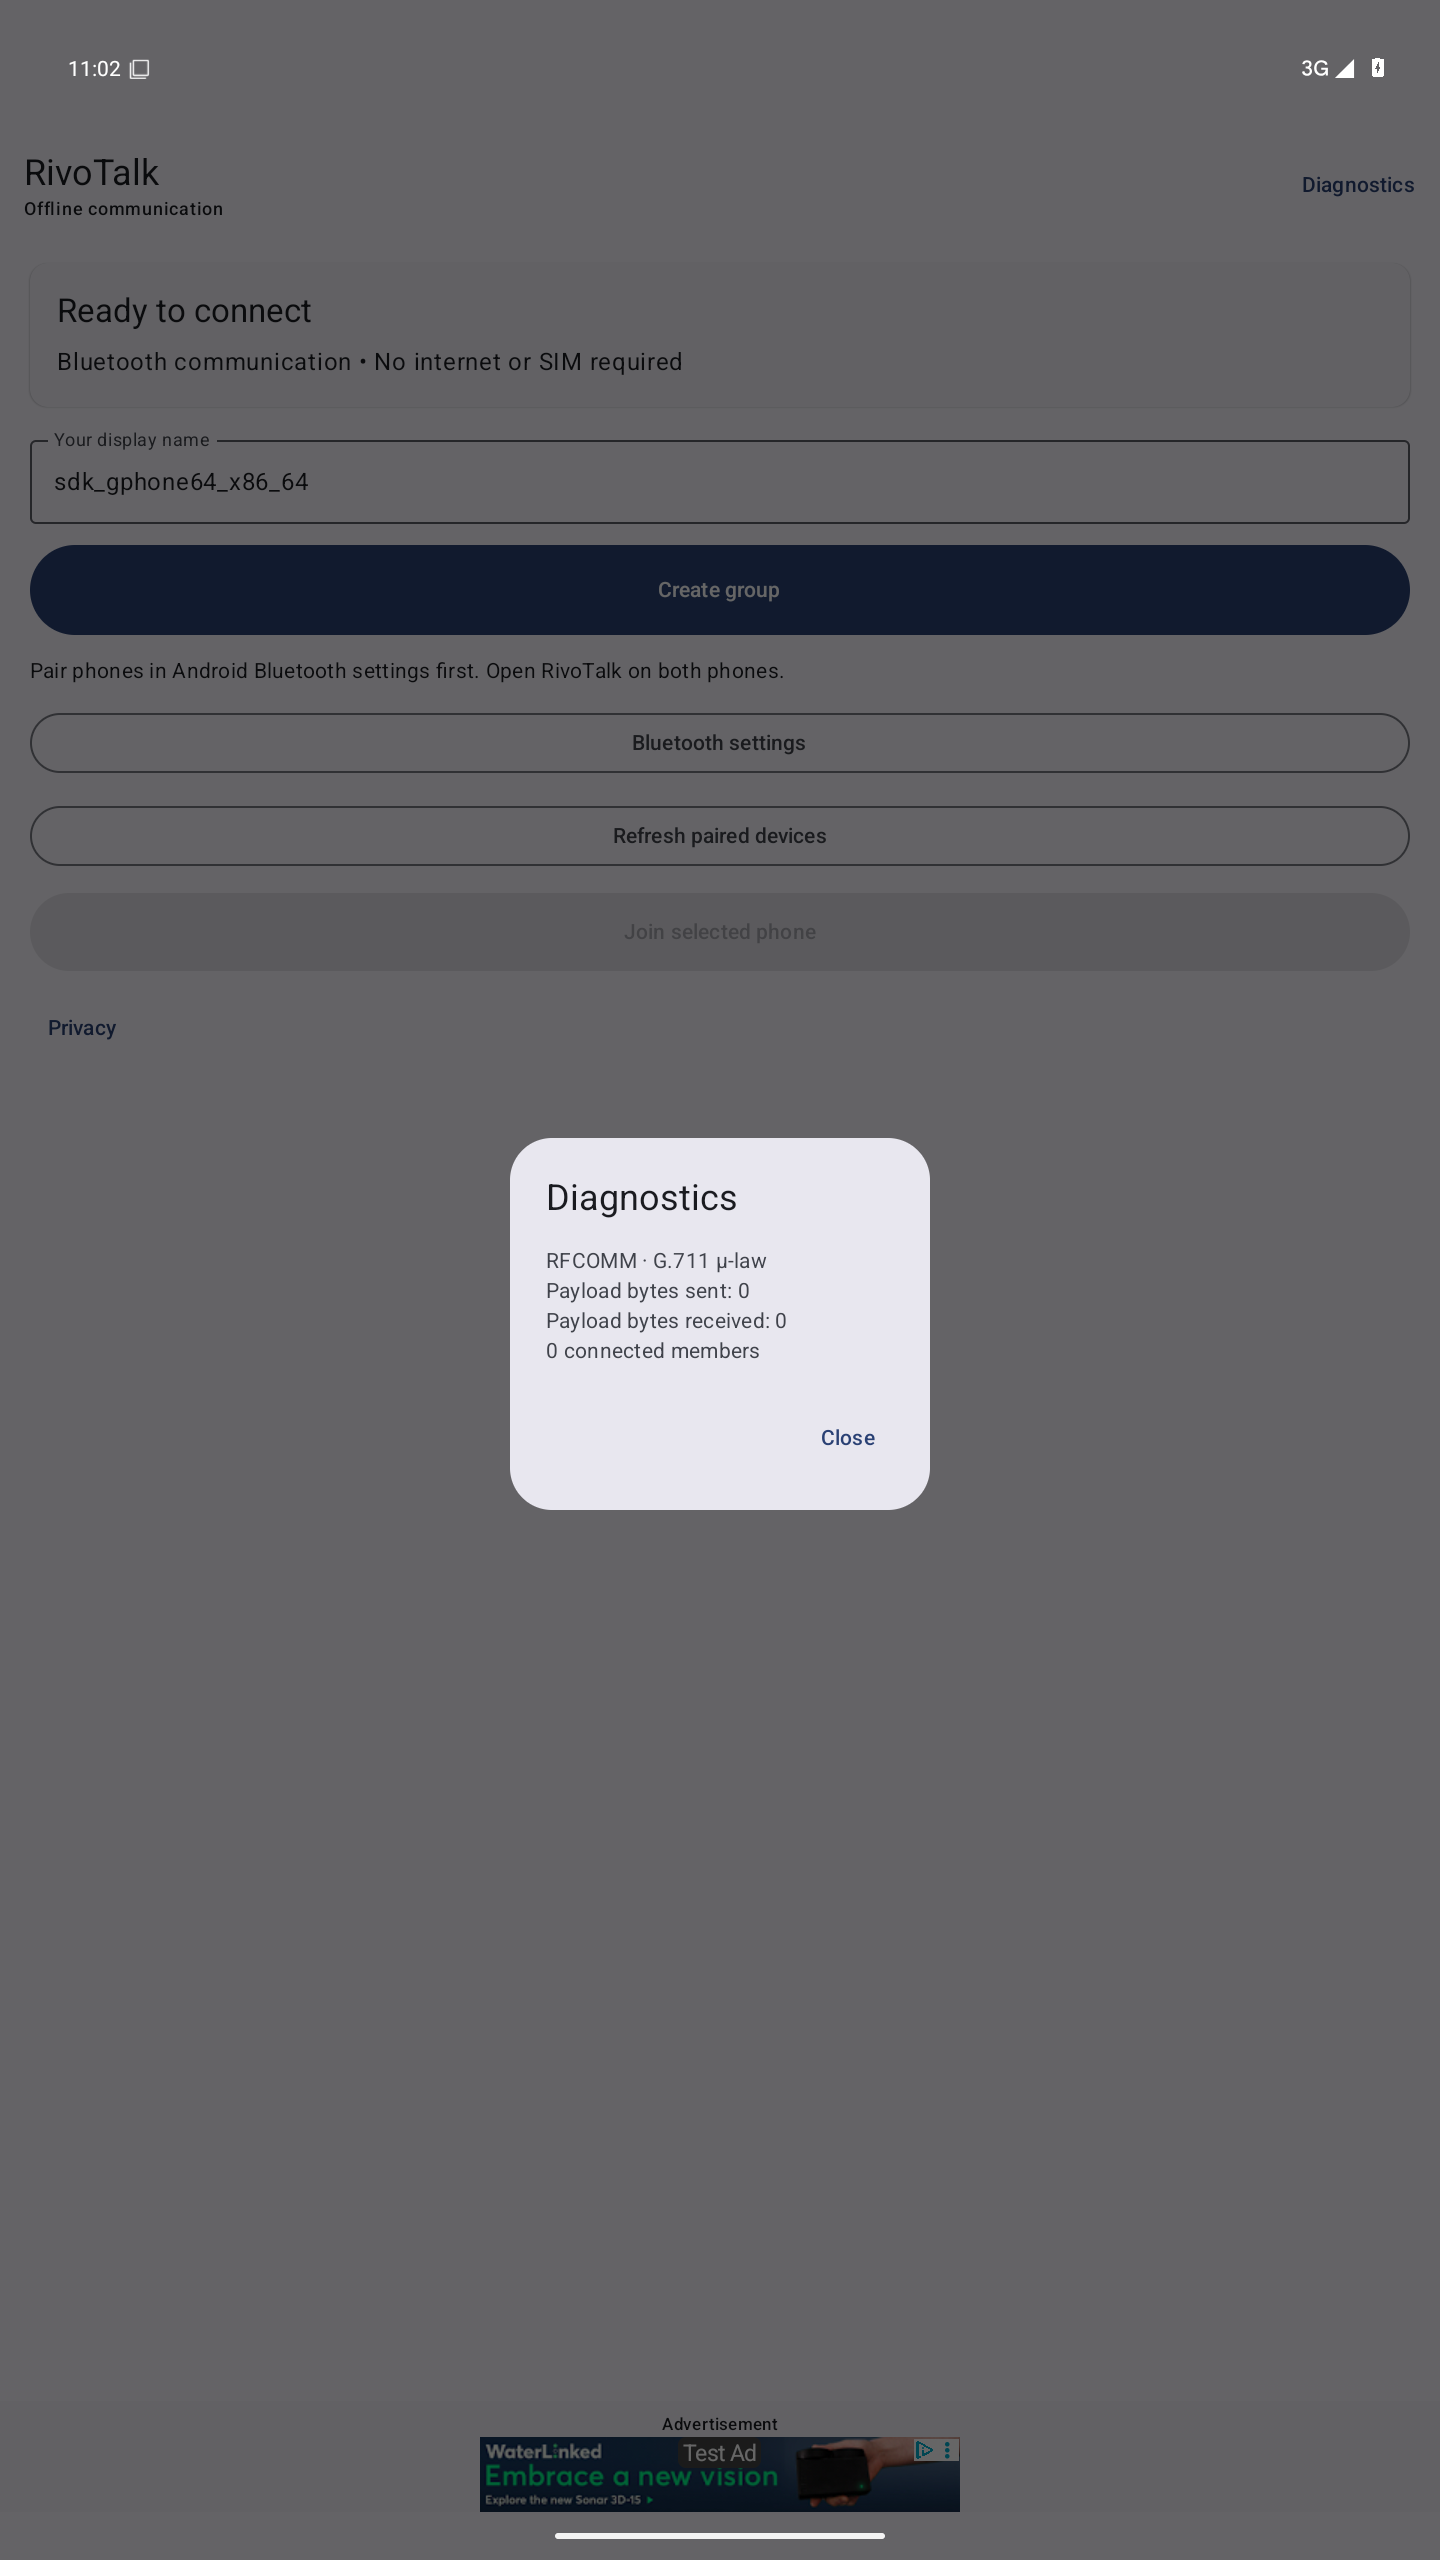 11:02
3G
RivoTalk
Diagnostics
Offline communication
Ready to connect
Bluetooth communication • No internet or SIM required
Your display name
sdk_gphone64_x86_64
Create group
Pair phones in Android Bluetooth settings first. Open RivoTalk on both phones.
Bluetooth settings
Refresh paired devices
Join selected phone
Privacy
Diagnostics
RFCOMM · G.711 μ-law
Payload bytes sent: 0
Payload bytes received: 0
0 connected members
Close
Advertisement
WaterLinked
Test Ad
Embrace a new vision
Explore the new Sonar 3D-15